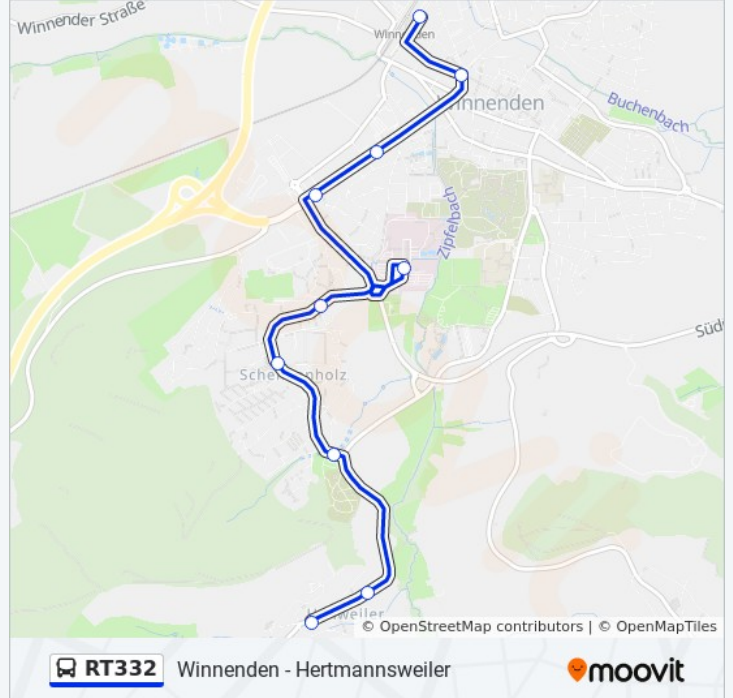 Winnender Straße
Winnenden
Winnenden
Buchenbach
Zipfelbach
Süd
© OpenStreetMap contributors | © OpenMapTiles
RT332 Winnenden - Hertmannsweiler
moovit